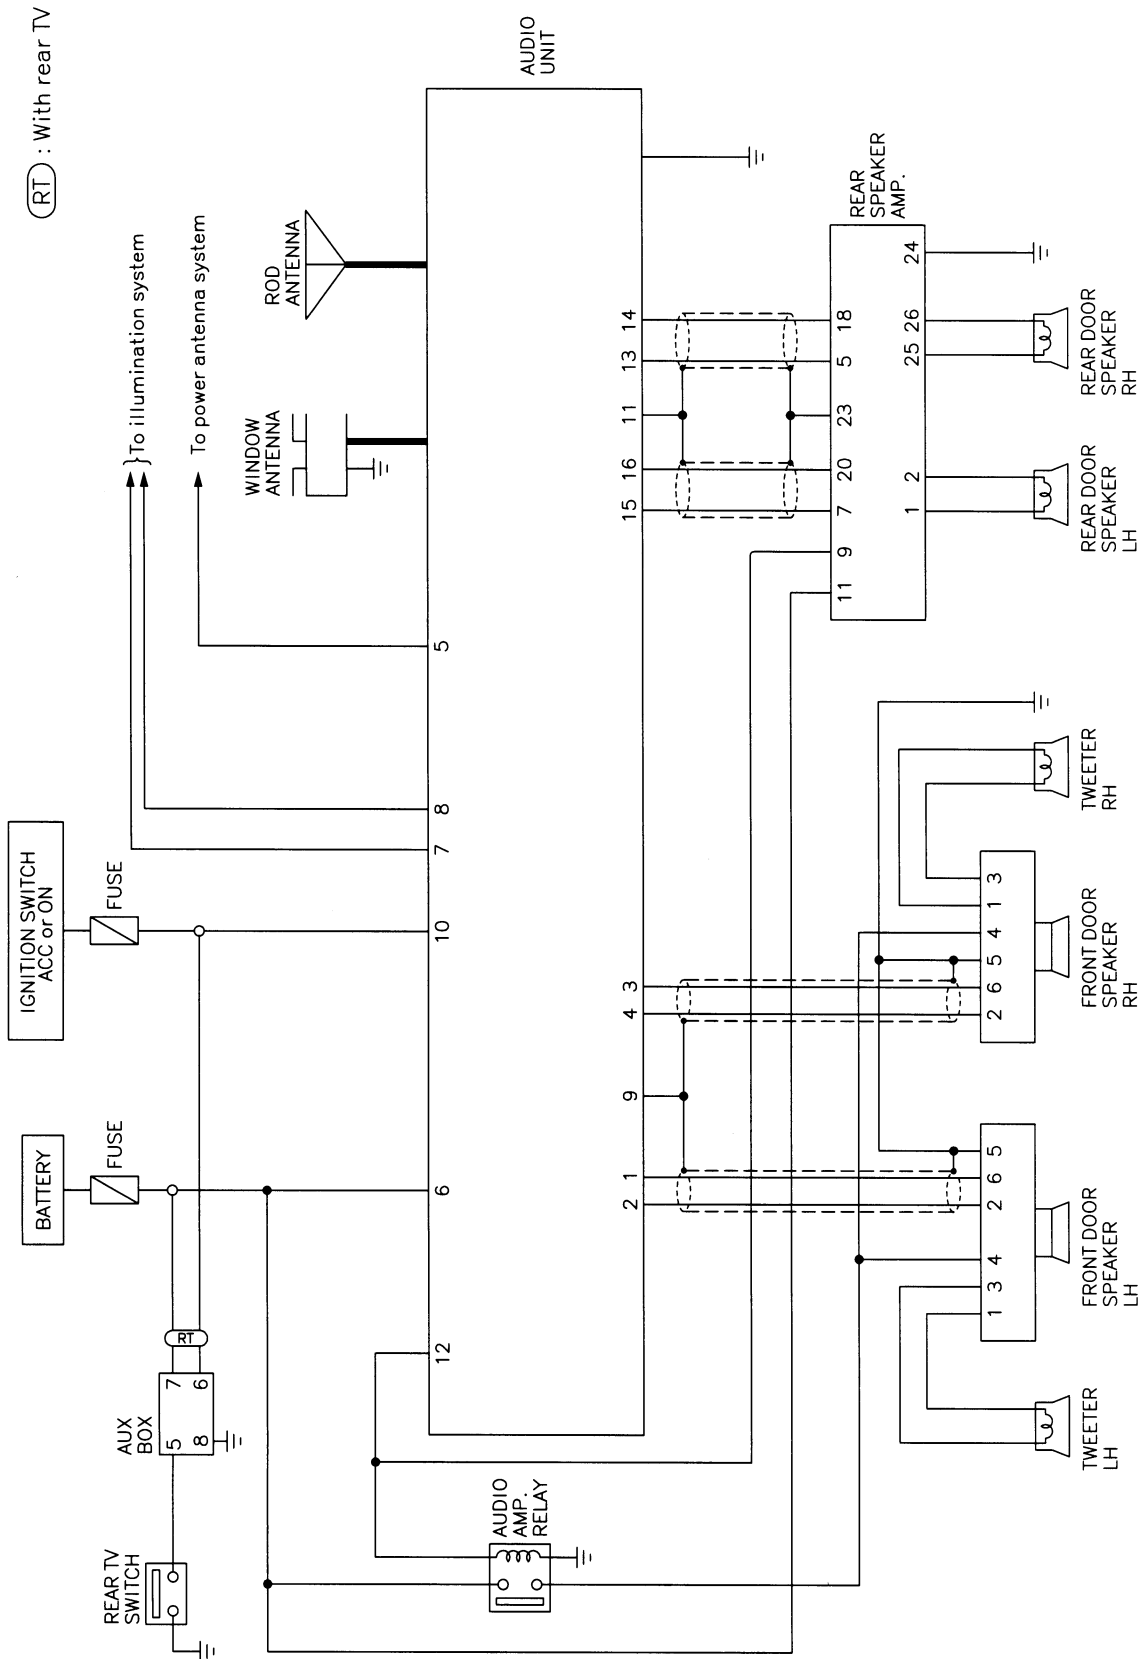 RT : With rear TV
IGNITION SWITCH
ACC or ON
BATTERY
FUSE
FUSE
To illumination system
To power antenna system
ROD
ANTENNA
WINDOW
ANTENNA
RT
AUX
BOX
7
6
5
8
REAR TV
SWITCH
AUDIO
AMP.
RELAY
AUDIO
UNIT
12
6
10
7
8
5
2
1
9
4
3
15
16
11
13
14
REAR
SPEAKER
AMP.
11
9
7
20
23
5
18
1
2
25
26
24
TWEETER
LH
FRONT DOOR
SPEAKER
LH
1
3
4
2
6
5
FRONT DOOR
SPEAKER
RH
2
6
5
4
1
3
TWEETER
RH
REAR DOOR
SPEAKER
LH
REAR DOOR
SPEAKER
RH